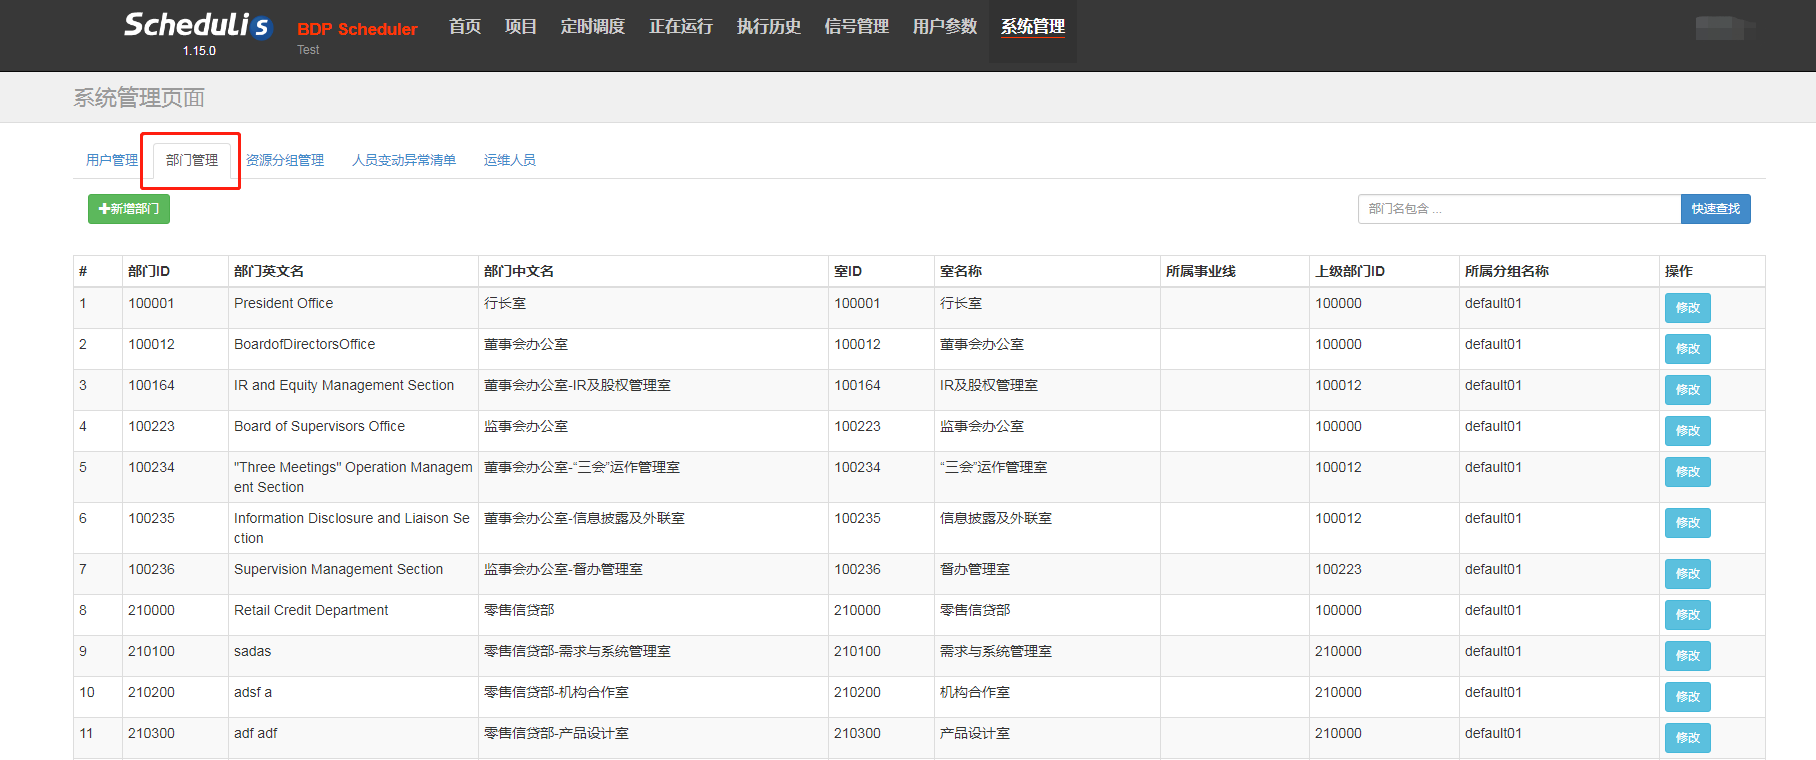 Schedulis
1.15.0
BDP Scheduler
Test
首页 项目 定时调度 正在运行 执行历史 信号管理 用户参数 系统管理
系统管理页面
用户管理 部门管理 资源分组管理 人员变动异常清单 运维人员
新增部门
部门名包含 ... 快速查找
# 部门ID 部门英文名 部门中文名 室ID 室名称 所属事业线 上级部门ID 所属分组名称 操作
1 100001 President Office 行长室 100001 行长室 100000 default01 修改
2 100012 BoardofDirectorsOffice 董事会办公室 100012 董事会办公室 100000 default01 修改
3 100164 IR and Equity Management Section 董事会办公室-IR及股权管理室 100164 IR及股权管理室 100012 default01 修改
4 100223 Board of Supervisors Office 监事会办公室 100223 监事会办公室 100000 default01 修改
5 100234 "Three Meetings" Operation Managem 董事会办公室-“三会”运作管理室 100234 “三会”运作管理室 100012 default01 修改
ent Section
6 100235 Information Disclosure and Liaison Se 董事会办公室-信息披露及外联室 100235 信息披露及外联室 100012 default01 修改
ction
7 100236 Supervision Management Section 监事会办公室-督办管理室 100236 督办管理室 100223 default01 修改
8 210000 Retail Credit Department 零售信贷部 210000 零售信贷部 100000 default01 修改
9 210100 sadas 零售信贷部-需求与系统管理室 210100 需求与系统管理室 210000 default01 修改
10 210200 adsf a 零售信贷部-机构合作室 210200 机构合作室 210000 default01 修改
11 210300 adf adf 零售信贷部-产品设计室 210300 产品设计室 210000 default01 修改